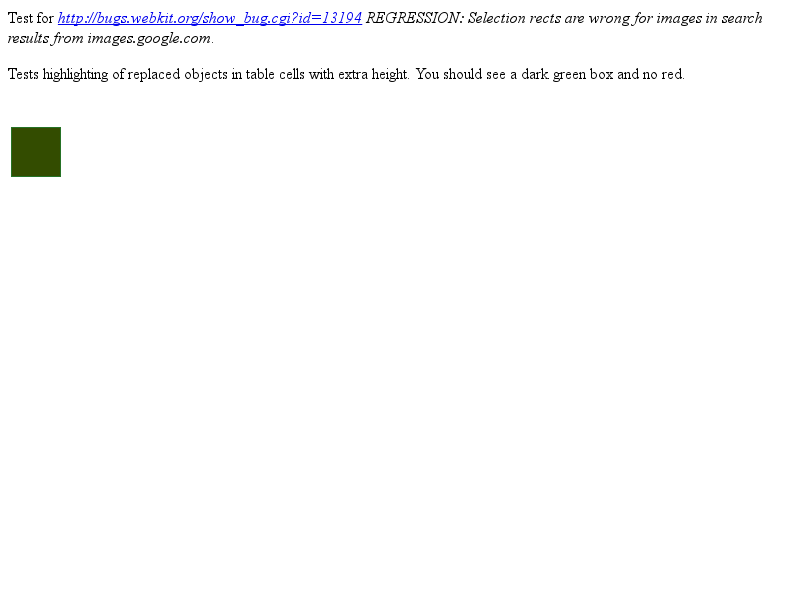 Test for http://bugs.webkit.org/show_bug.cgi?id=13194 REGRESSION: Selection rects are wrong for images in search
results from images.google.com.
Tests highlighting of replaced objects in table cells with extra height. You should see a dark green box and no red.